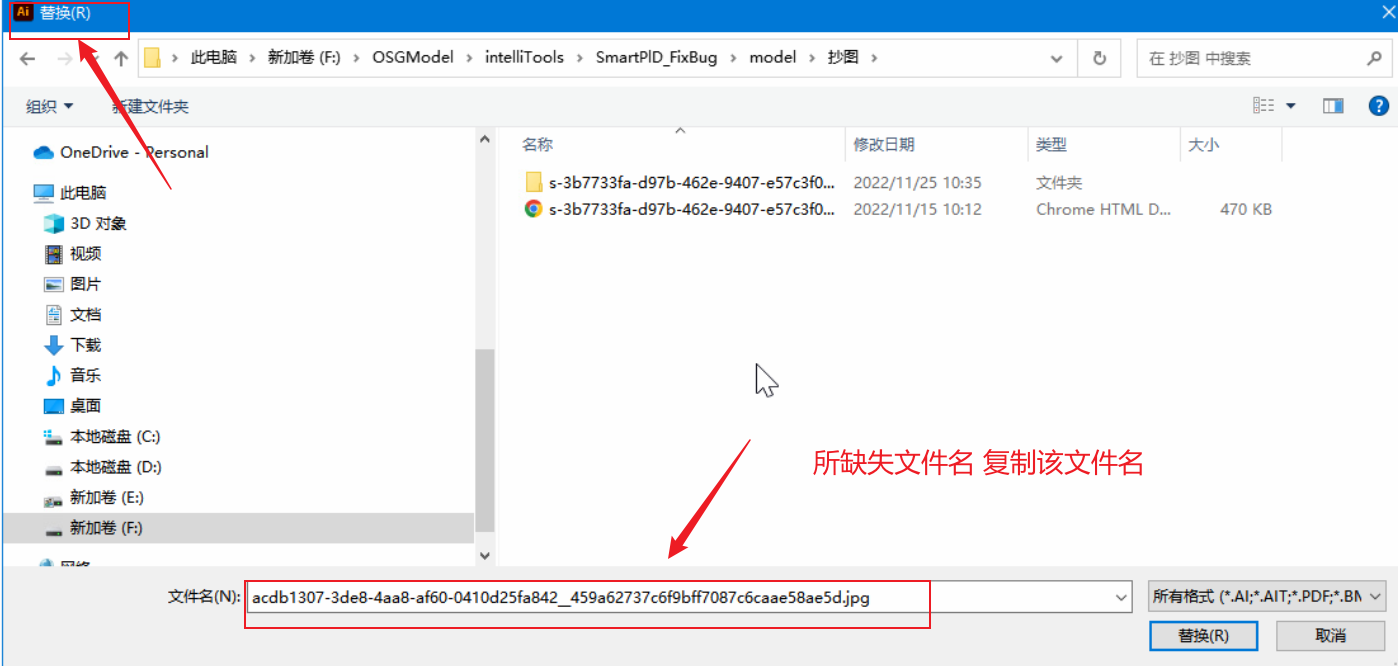 Ai 替换(R)
此电脑 > 新加卷 (F:) > OSGModel > intelliTools > SmartPID_FixBug > model > 抄图 >
在 抄图 中搜索
组织
新建文件夹
OneDrive - Personal
此电脑
3D 对象
视频
图片
文档
下载
音乐
桌面
本地磁盘 (C:)
本地磁盘 (D:)
新加卷 (E:)
新加卷 (F:)
网络
名称 修改日期 类型 大小
s-3b7733fa-d97b-462e-9407-e57c3f0... 2022/11/25 10:35 文件夹
s-3b7733fa-d97b-462e-9407-e57c3f0... 2022/11/15 10:12 Chrome HTML D... 470 KB
所缺失文件名 复制该文件名
文件名(N): acdb1307-3de8-4aa8-af60-0410d25fa842__459a62737c6f9bff7087c6caae58ae5d.jpg
所有格式 (*.AI;*.AIT;*.PDF;*.BM
替换(R)
取消